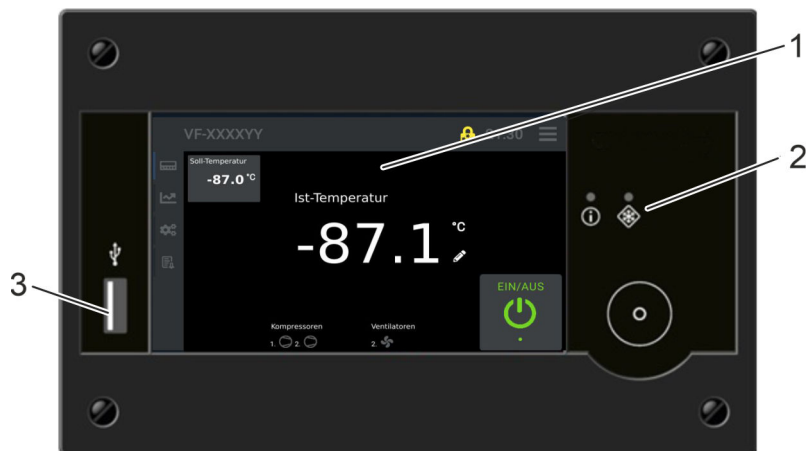 1
VF-XXXXYY
Soll-Temperatur
-87.0 °C
2
Ist-Temperatur
-87.1 °C
3
EIN/AUS
Kompressoren
Ventilatoren
1. 2.
2.